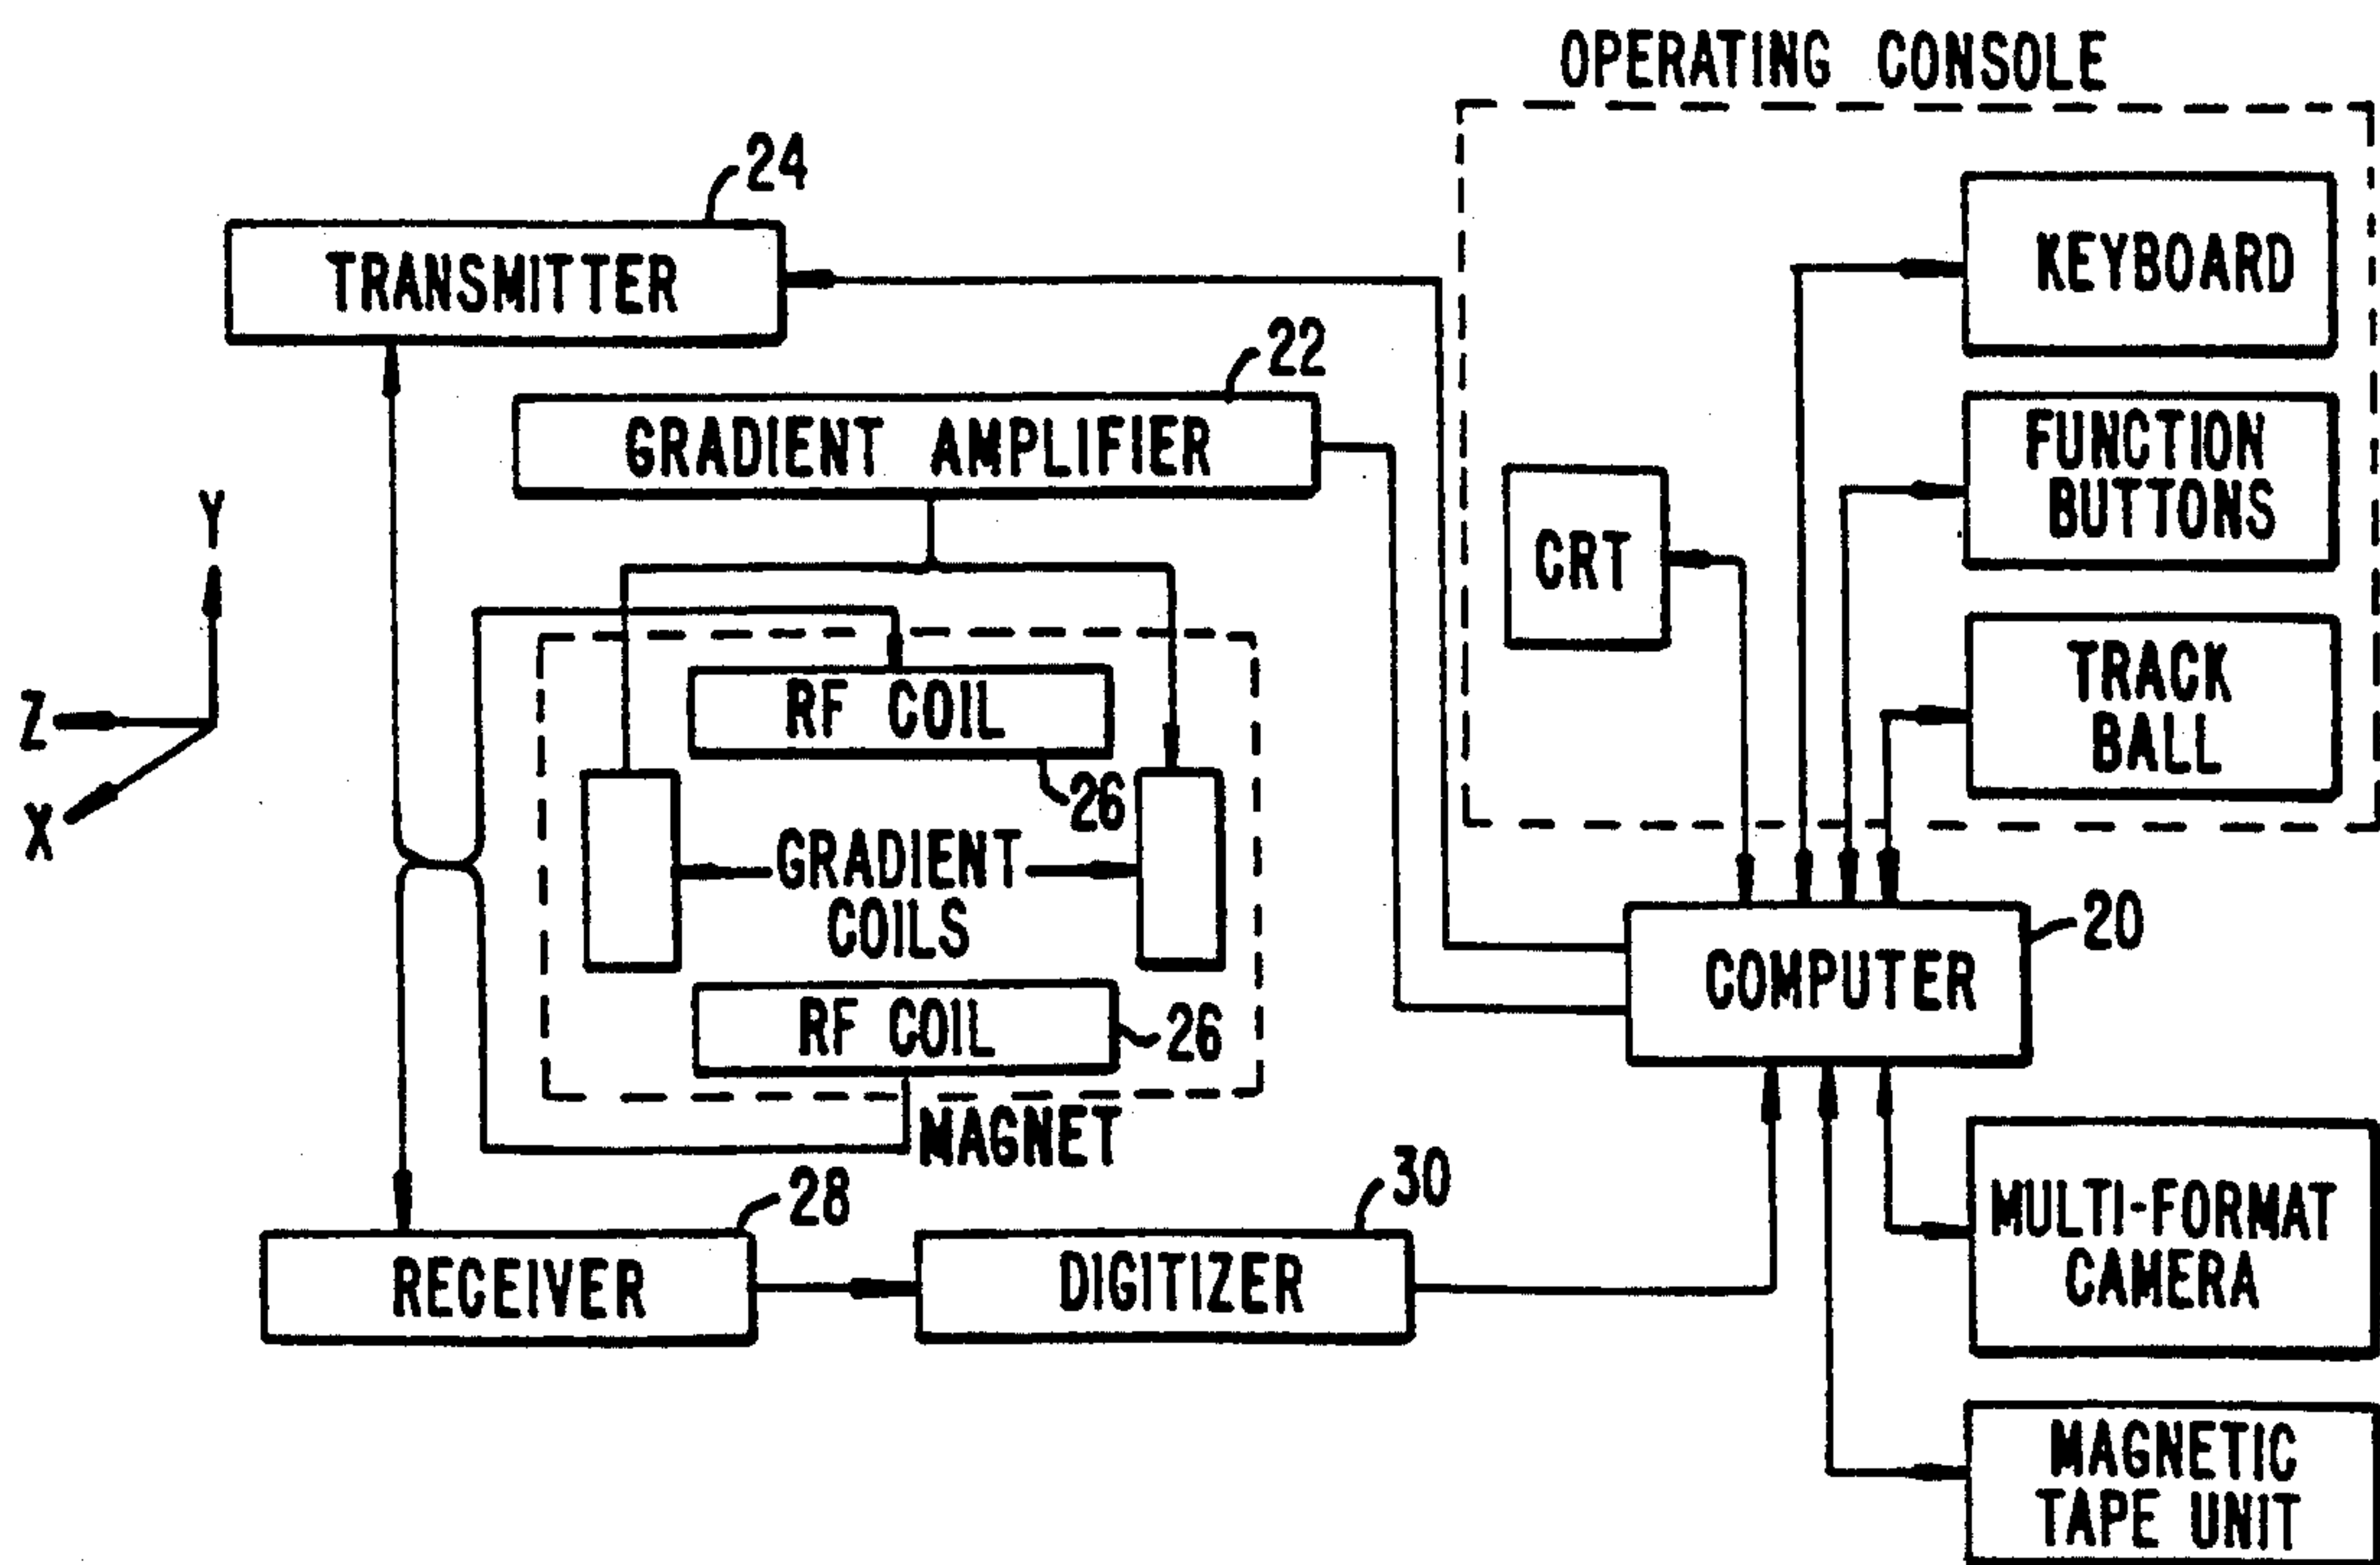 OPERATING CONSOLE
24
TRANSMITTER
KEYBOARD
22
GRADIENT AMPLIFIER
FUNCTION
BUTTONS
CRT
Y
Z
X
RF COIL
26
TRACK
BALL
GRADIENT
COILS
20
COMPUTER
RF COIL
26
MAGNET
28
30
RECEIVER
DIGITIZER
MULTI-FORMAT
CAMERA
MAGNETIC
TAPE UNIT